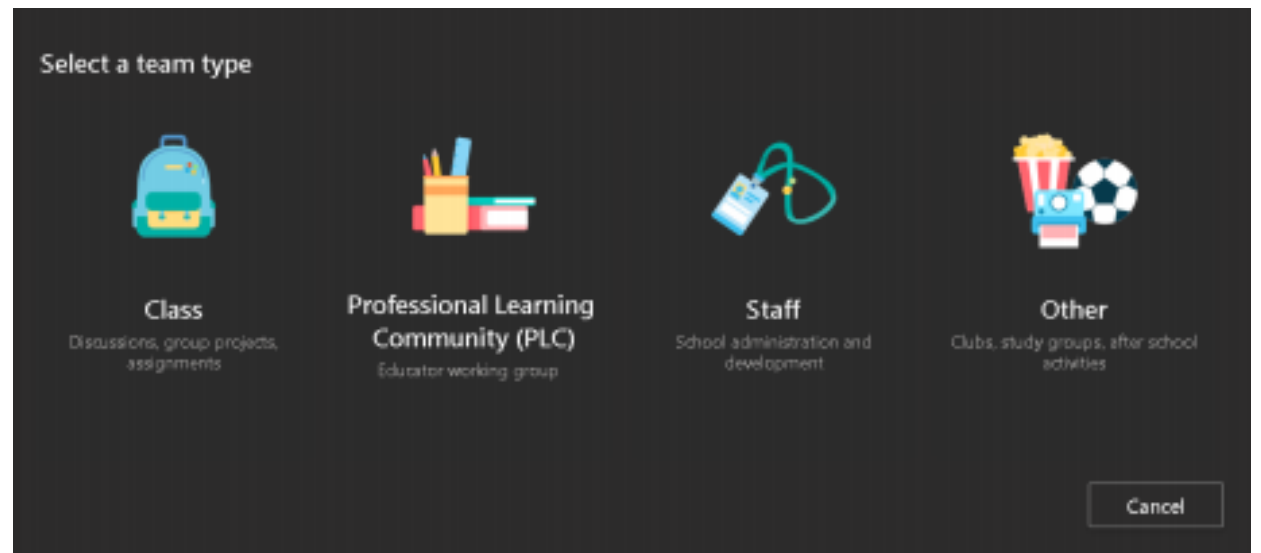 Select a team type
Class
Discussions, group projects,
assignments
Professional Learning
Community (PLC)
Educator working group
Staff
School administration and
development
Other
Clubs, study groups, after school
activities
Cancel